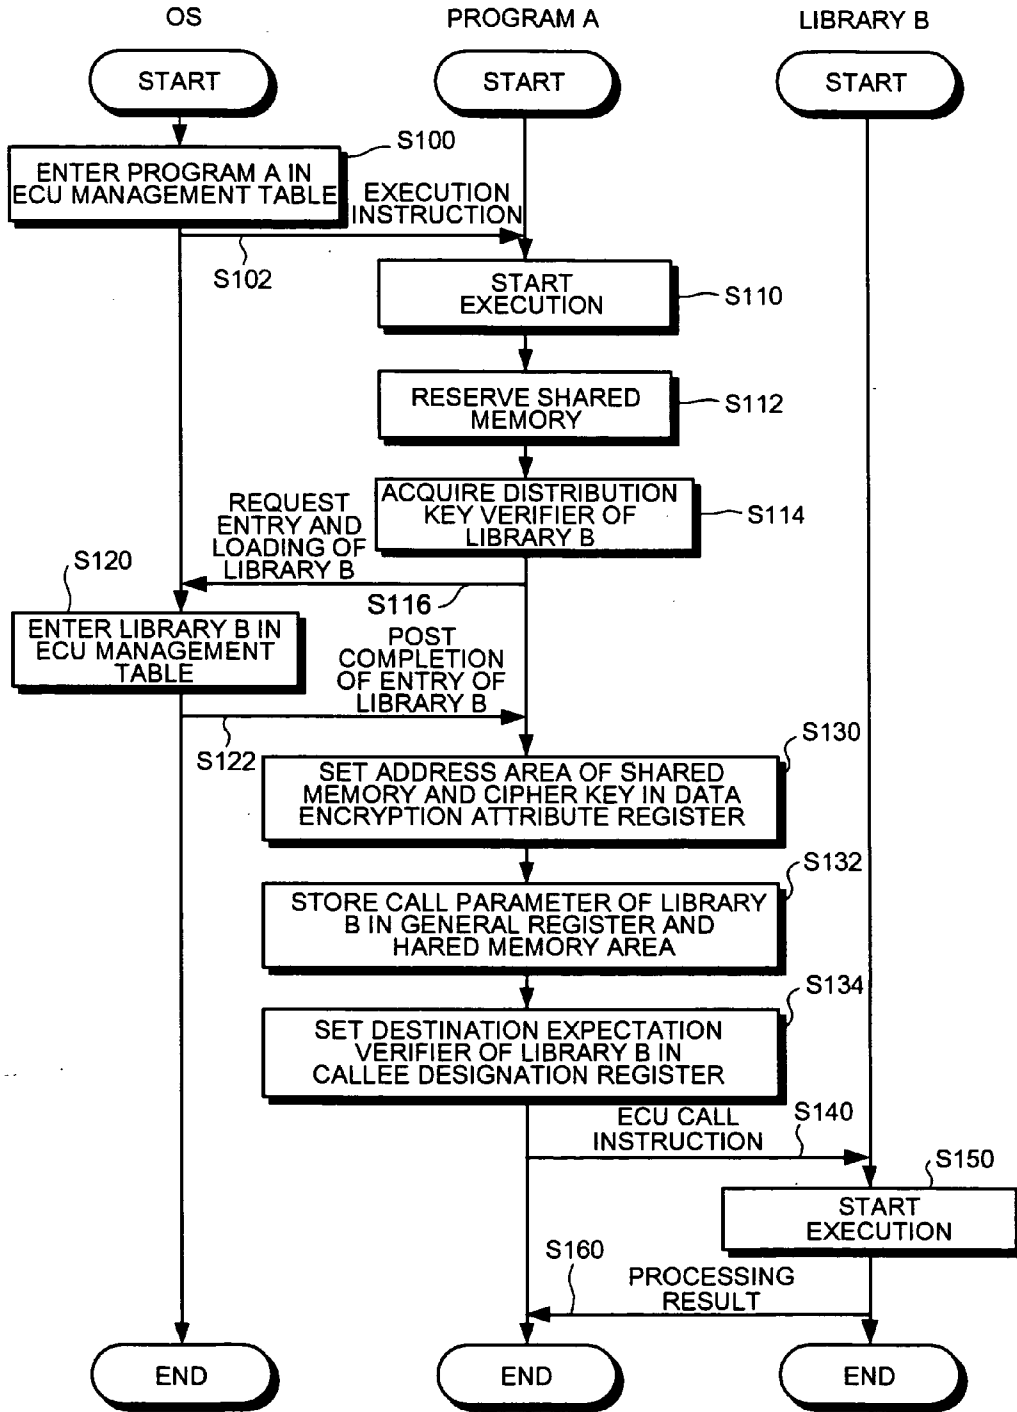 OS
PROGRAM A
LIBRARY B
START
START
START
S100
ENTER PROGRAM A IN
ECU MANAGEMENT TABLE
EXECUTION
INSTRUCTION
S102
START
EXECUTION
S110
RESERVE SHARED
MEMORY
S112
ACQUIRE DISTRIBUTION
KEY VERIFIER OF
LIBRARY B
S114
REQUEST
ENTRY AND
LOADING OF
LIBRARY B
S116
S120
ENTER LIBRARY B IN
ECU MANAGEMENT
TABLE
POST
COMPLETION
OF ENTRY OF
LIBRARY B
S122
S130
SET ADDRESS AREA OF SHARED
MEMORY AND CIPHER KEY IN DATA
ENCRYPTION ATTRIBUTE REGISTER
S132
STORE CALL PARAMETER OF LIBRARY
B IN GENERAL REGISTER AND
HARED MEMORY AREA
S134
SET DESTINATION EXPECTATION
VERIFIER OF LIBRARY B IN
CALLEE DESIGNATION REGISTER
ECU CALL
INSTRUCTION
S140
S150
START
EXECUTION
S160
PROCESSING
RESULT
END
END
END